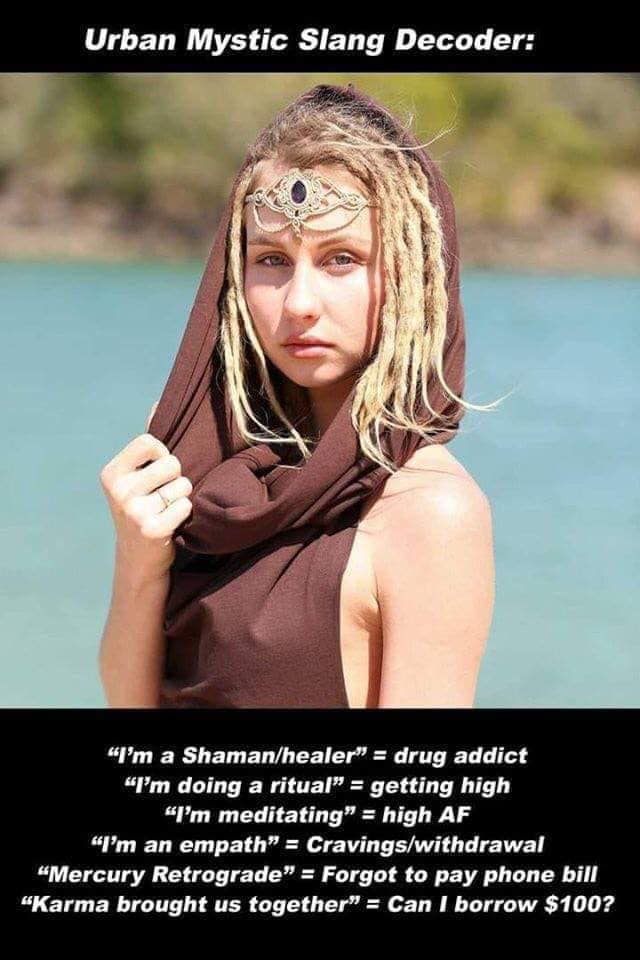 Urban Mystic Slang Decoder:
“I’m a Shaman/healer” = drug addict
“I’m doing a ritual” = getting high
“I’m meditating” = high AF
“I’m an empath” = Cravings/withdrawal
“Mercury Retrograde” = Forgot to pay phone bill
“Karma brought us together” = Can I borrow $100?